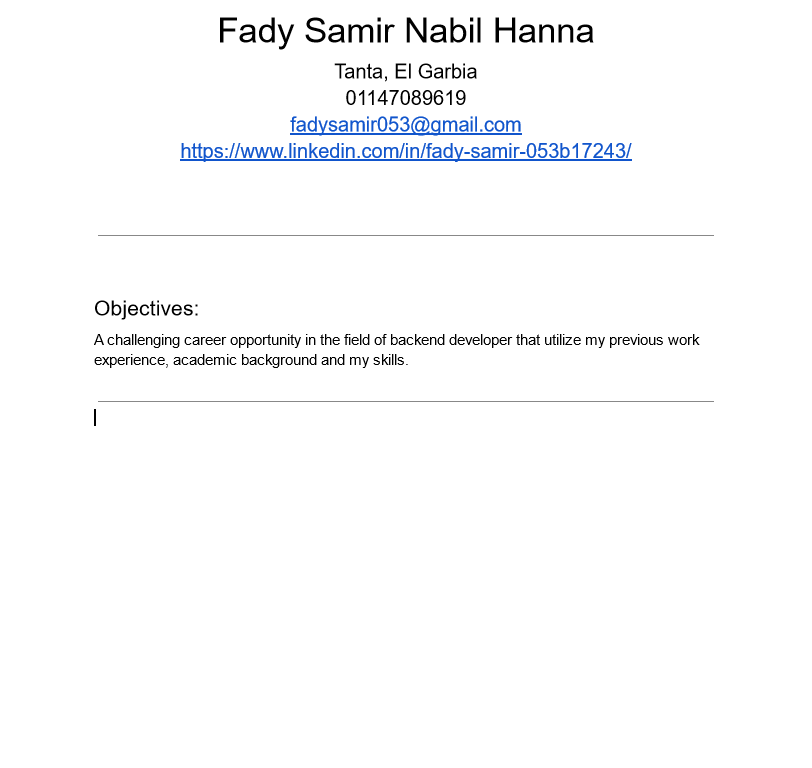 Fady Samir Nabil Hanna
Tanta, El Garbia
01147089619
fadysamir053@gmail.com
https://www.linkedin.com/in/fady-samir-053b17243/
Objectives:
A challenging career opportunity in the field of backend developer that utilize my previous work
experience, academic background and my skills.